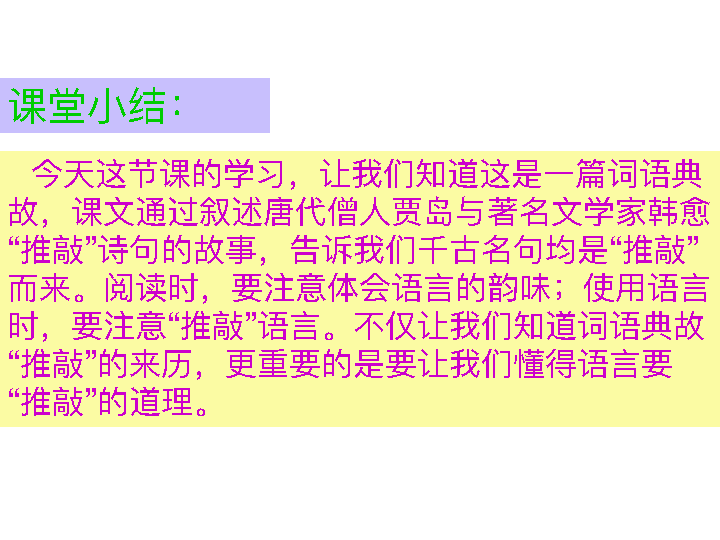 课堂小结：
今天这节课的学习，让我们知道这是一篇词语典
故，课文通过叙述唐代僧人贾岛与著名文学家韩愈
“推敲”诗句的故事，告诉我们千古名句均是“推敲”
而来。阅读时，要注意体会语言的韵味；使用语言
时，要注意“推敲”语言。不仅让我们知道词语典故
“推敲”的来历，更重要的是要让我们懂得语言要
“推敲”的道理。